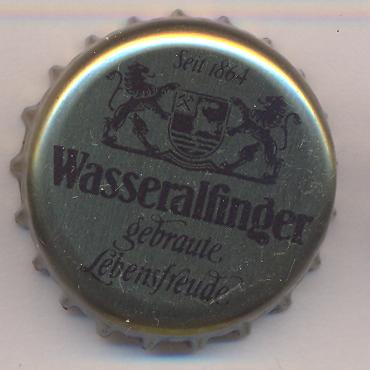 Seit 1864
Wasseralfinger
gebraute
Lebensfreude.